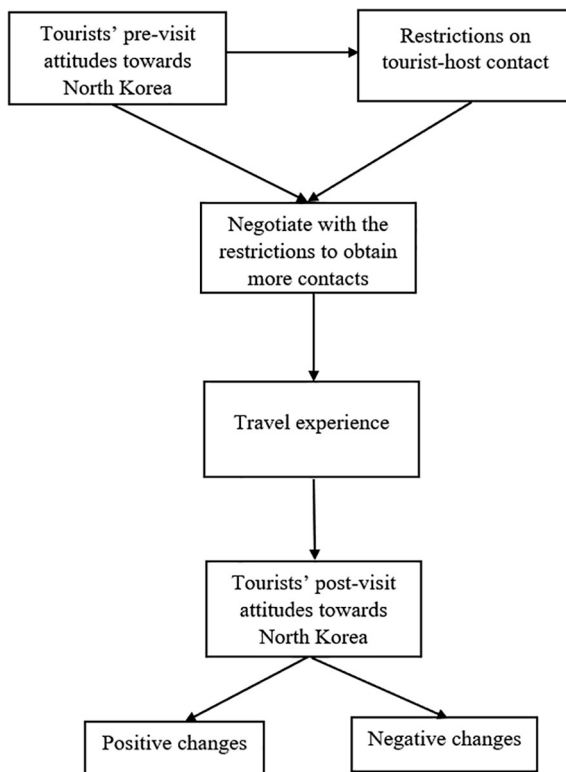 Tourists’ pre-visit
attitudes towards
North Korea
Restrictions on
tourist-host contact
Negotiate with the
restrictions to obtain
more contacts
Travel experience
Tourists’ post-visit
attitudes towards
North Korea
Positive changes
Negative changes